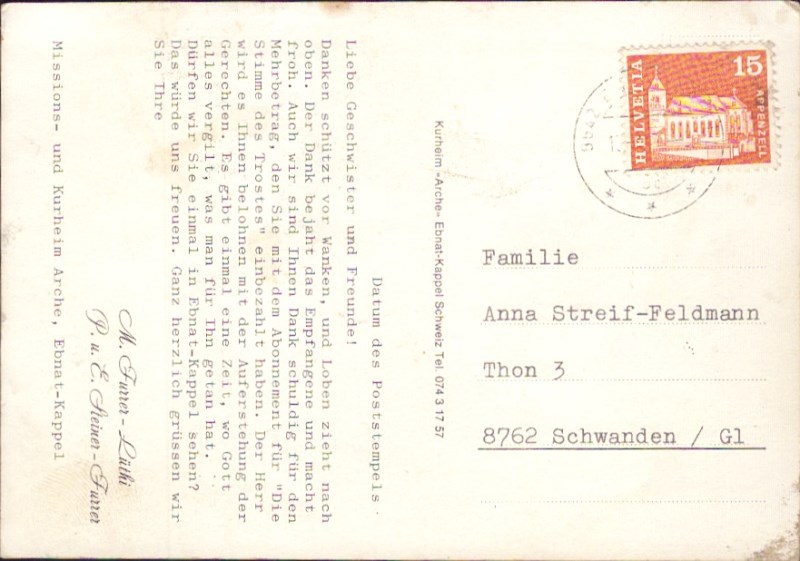 Datum des Poststempels
Liebe Geschwister und Freunde!
Danken schützt vor Wanken, und Loben zieht nach
oben. Der Dank bejaht das Empfangene und macht
froh. Auch wir sind Ihnen Dank schuldig für den
Mehrbetrag, den Sie mit dem Abonnement für "Die
Stimme des Trostes" einbezahlt haben. Der Herr
wird es Ihnen belohnen mit der Auferstehung der
Gerechten. Es gibt einmal eine Zeit, wo Gott
alles vergilt, was man für Ihn getan hat.
Dürfen wir Sie einmal in Ebnat-Kappel sehen?
Das würde uns freuen. Ganz herzlich grüssen wir
Sie Ihre
M. Furrer-Lüthi
P. u. E. Steiner-Furrer
Missions- und Kurheim Arche, Ebnat-Kappel
Kurheim «Arche» Ebnat-Kappel Schweiz Tel. 074 3 17 57
HELVETIA
15
APPENZELL
9642
Familie
Anna Streif-Feldmann
Thon 3
8762 Schwanden / Gl